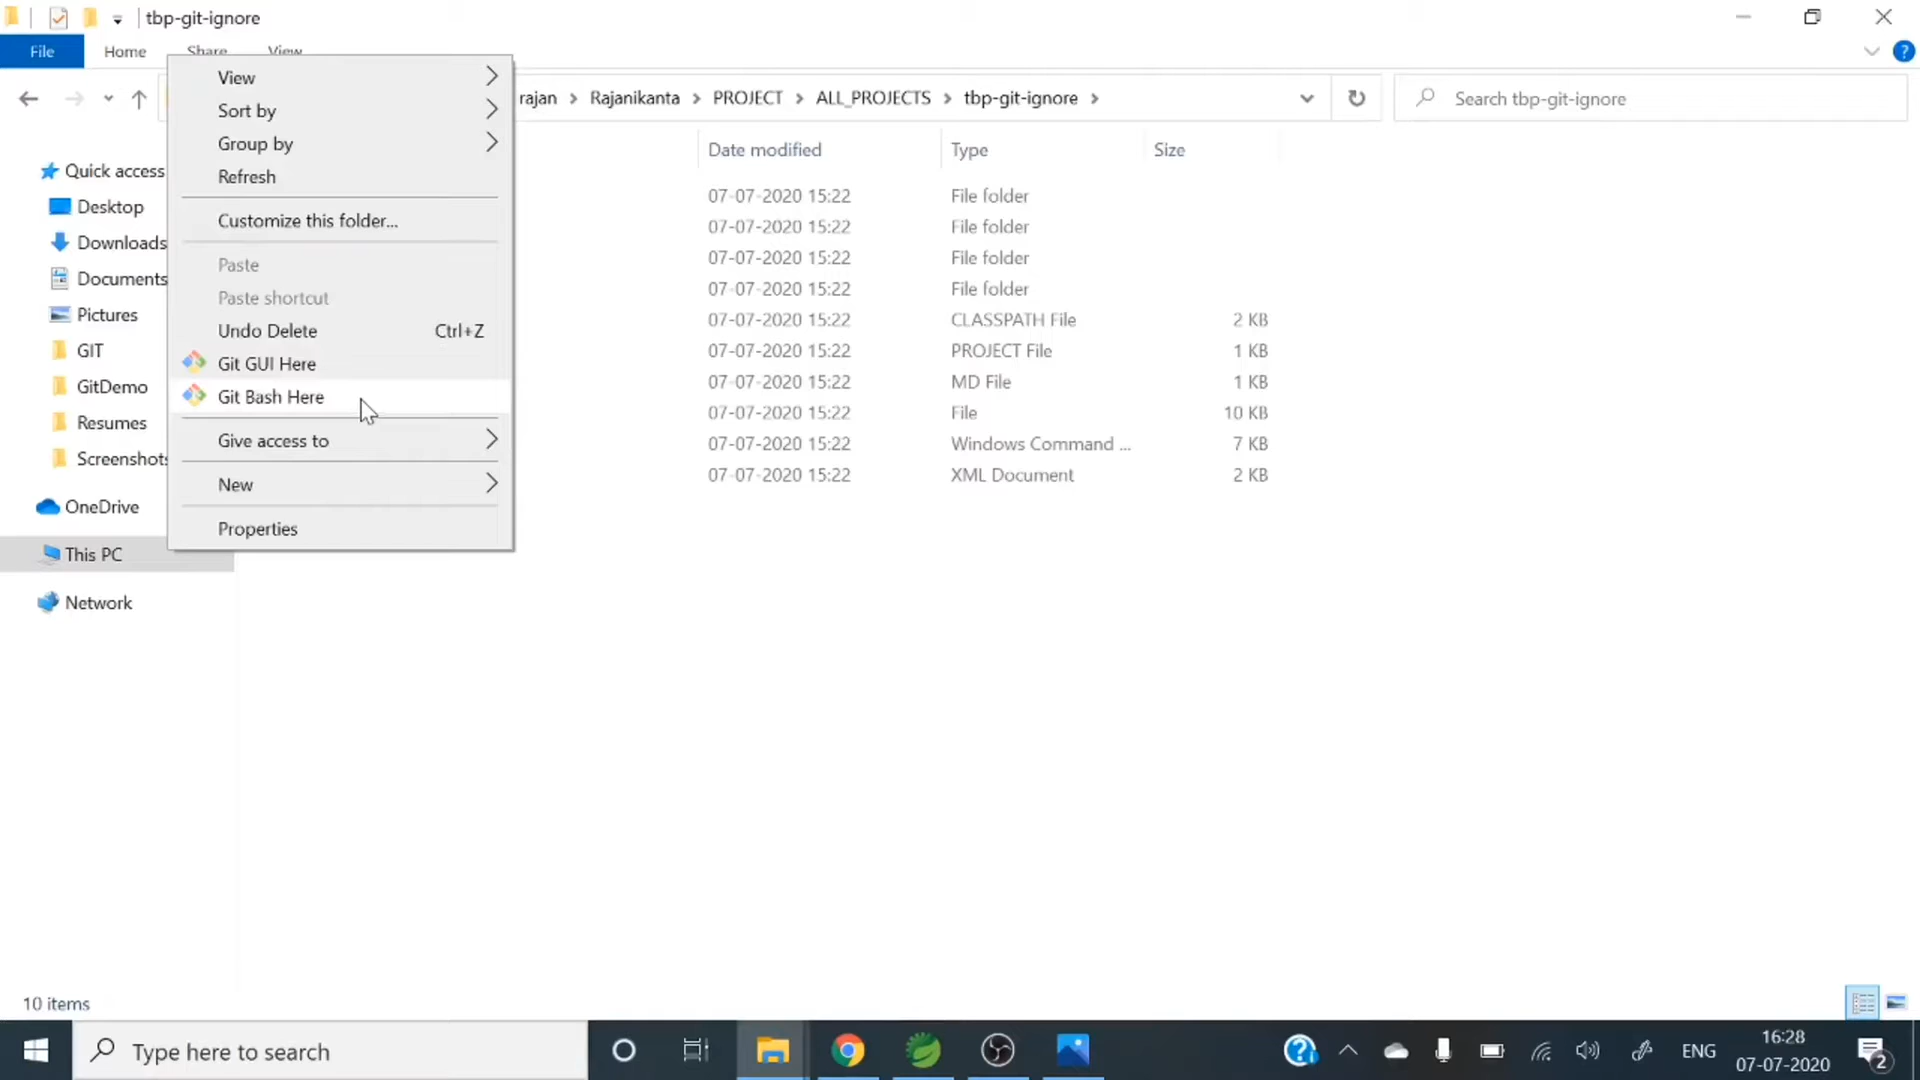 tbp-git-ignore
File Home Share View
rajan Rajanikanta PROJECT ALL_PROJECTS tbp-git-ignore Search tbp-git-ignore
Date modified Type Size
View
Sort by
Group by
Refresh
Customize this folder...
Paste
Paste shortcut
Undo Delete Ctrl+Z
Git GUI Here
Git Bash Here
Give access to
New
Properties
Quick access
Desktop
Downloads
Documents
Pictures
GIT
GitDemo
Resumes
Screenshots
OneDrive
This PC
Network
07-07-2020 15:22 File folder
07-07-2020 15:22 File folder
07-07-2020 15:22 File folder
07-07-2020 15:22 File folder
07-07-2020 15:22 CLASSPATH File 2 KB
07-07-2020 15:22 PROJECT File 1 KB
07-07-2020 15:22 MD File 1 KB
07-07-2020 15:22 File 10 KB
07-07-2020 15:22 Windows Command ... 7 KB
07-07-2020 15:22 XML Document 2 KB
10 items
Type here to search
ENG
16:28
07-07-2020
2